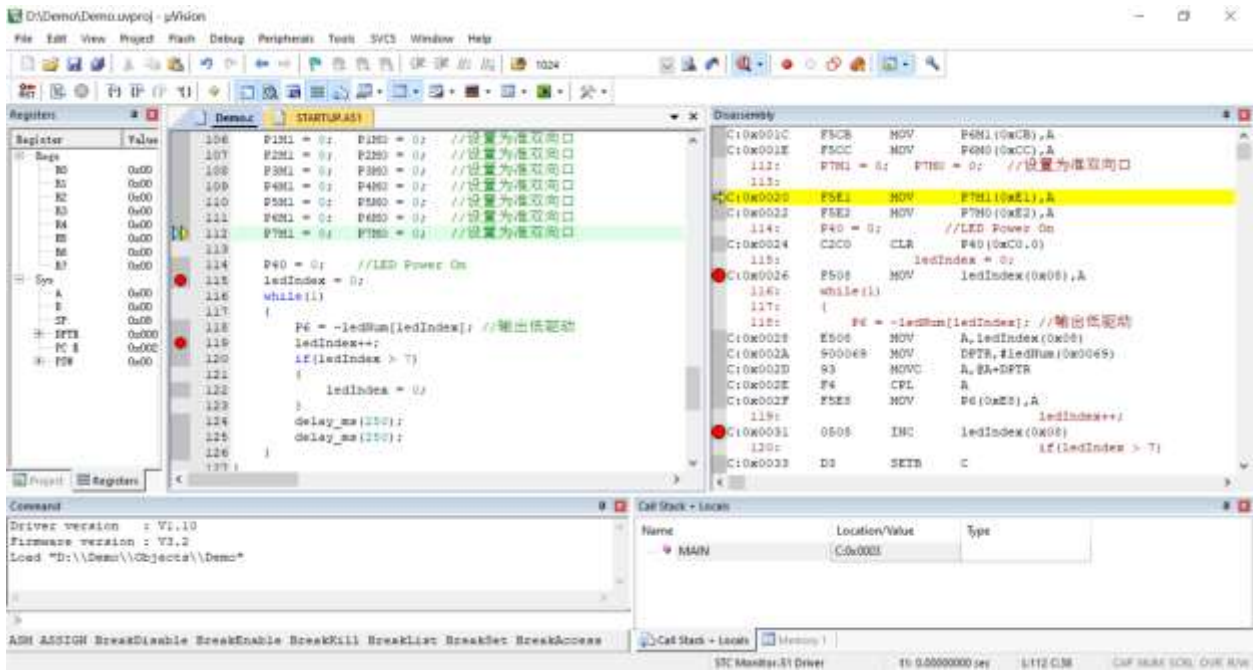 D:\Demo\Demo.uvproj - µVision
File Edit View Project Flash Debug Peripherals Tools SVCS Window Help
1024
Registers
Register Value
Regs
R0 0x00
R1 0x00
R2 0x00
R3 0x00
R4 0x00
R5 0x00
R6 0x00
R7 0x00
Sys
A 0x00
B 0x00
SP 0x08
DPTR 0x000
PC $ 0x002
PSW 0x00
Project Registers
Demo.c STARTUP.A51
106 P1M1 = 0; P1M0 = 0; //设置为准双向口
107 P2M1 = 0; P2M0 = 0; //设置为准双向口
108 P3M1 = 0; P3M0 = 0; //设置为准双向口
109 P4M1 = 0; P4M0 = 0; //设置为准双向口
110 P5M1 = 0; P5M0 = 0; //设置为准双向口
111 P6M1 = 0; P6M0 = 0; //设置为准双向口
112 P7M1 = 0; P7M0 = 0; //设置为准双向口
113
114 P40 = 0; //LED Power On
115 ledIndex = 0;
116 while(1)
117 {
118 P6 = ~ledNum[ledIndex]; //输出低驱动
119 ledIndex++;
120 if(ledIndex > 7)
121 {
122 ledIndex = 0;
123 }
124 delay_ms(250);
125 delay_ms(250);
126 }
127 }
Disassembly
C:0x001C F5CB MOV P6M1(0xCB),A
C:0x001E F5CC MOV P6M0(0xCC),A
112: P7M1 = 0; P7M0 = 0; //设置为准双向口
113:
C:0x0020 F5E1 MOV P7M1(0xE1),A
C:0x0022 F5E2 MOV P7M0(0xE2),A
114: P40 = 0; //LED Power On
C:0x0024 C2C0 CLR P40(0xC0.0)
115: ledIndex = 0;
C:0x0026 F508 MOV ledIndex(0x08),A
116: while(1)
117: {
118: P6 = ~ledNum[ledIndex]; //输出低驱动
C:0x0028 E508 MOV A,ledIndex(0x08)
C:0x002A 900069 MOV DPTR,#ledNum(0x0069)
C:0x002D 93 MOVC A,@A+DPTR
C:0x002E F4 CPL A
C:0x002F F5E8 MOV P6(0xE8),A
119: ledIndex++;
C:0x0031 0508 INC ledIndex(0x08)
120: if(ledIndex > 7)
C:0x0033 D3 SETB C
Command
Driver version : V1.10
Firmware version : V3.2
Load "D:\\Demo\\Objects\\Demo"
>
ASM ASSIGN BreakDisable BreakEnable BreakKill BreakList BreakSet BreakAccess
Call Stack + Locals
Name Location/Value Type
MAIN C:0x0003
Call Stack + Locals Memory 1
STC Monitor-51 Driver t1: 0.00000000 sec L:112 C:38 CAP NUM SCRL OVR R/W